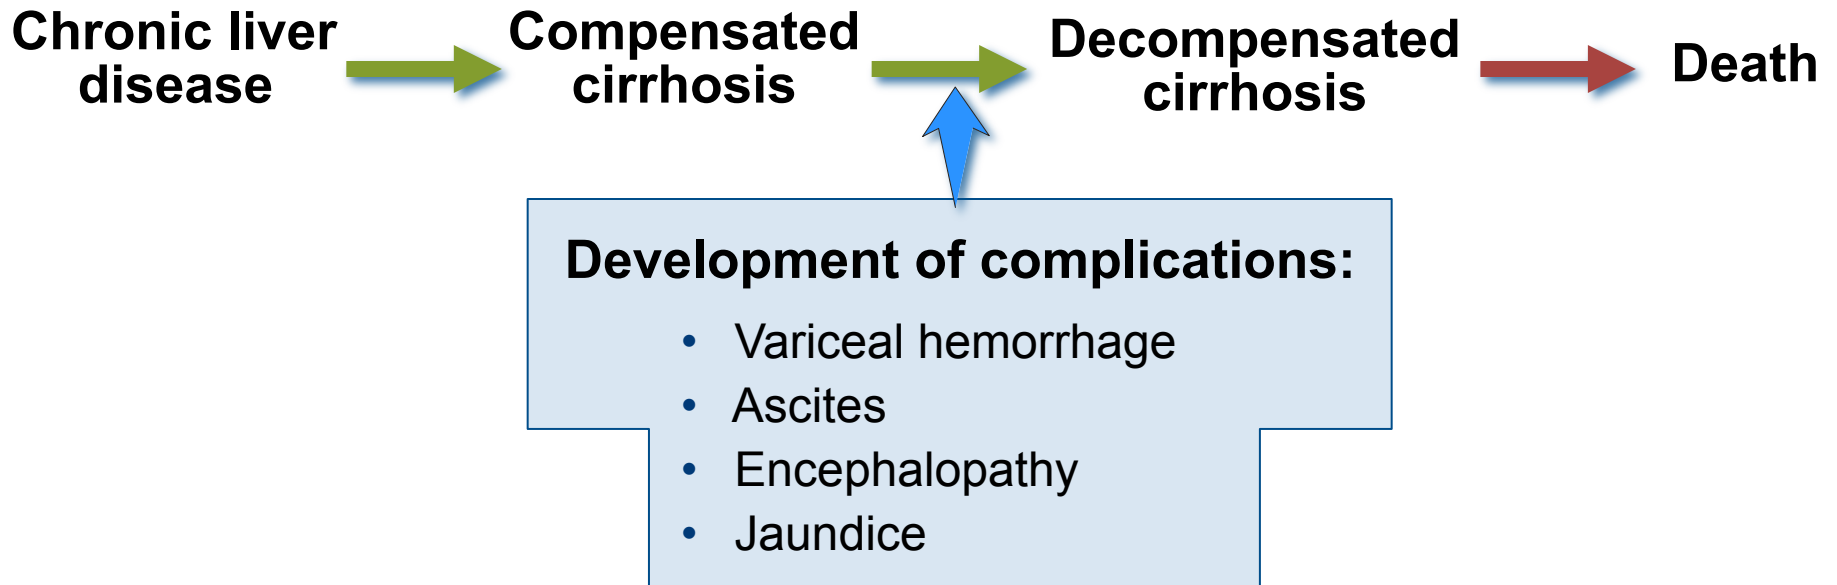 Chronic liver
disease
Compensated
cirrhosis
Decompensated
cirrhosis
Death
Development of complications:
• Variceal hemorrhage
• Ascites
• Encephalopathy
• Jaundice